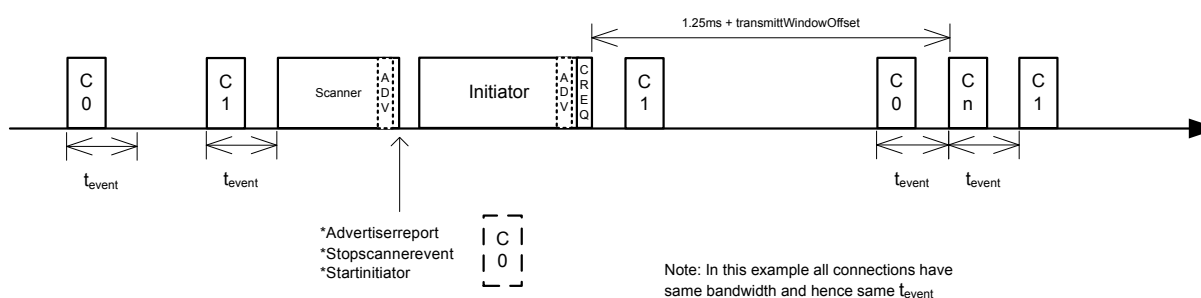 1.25ms + transmittWindowOffset
C
0
C
1
Scanner
A
D
V
Initiator
A
D
V
C
R
E
Q
C
1
C
0
C
n
C
1
tevent
tevent
tevent
tevent
*Advertiserreport
*Stopscannerevent
*Startinitiator
C
0
Note: In this example all connections have
same bandwidth and hence same tevent